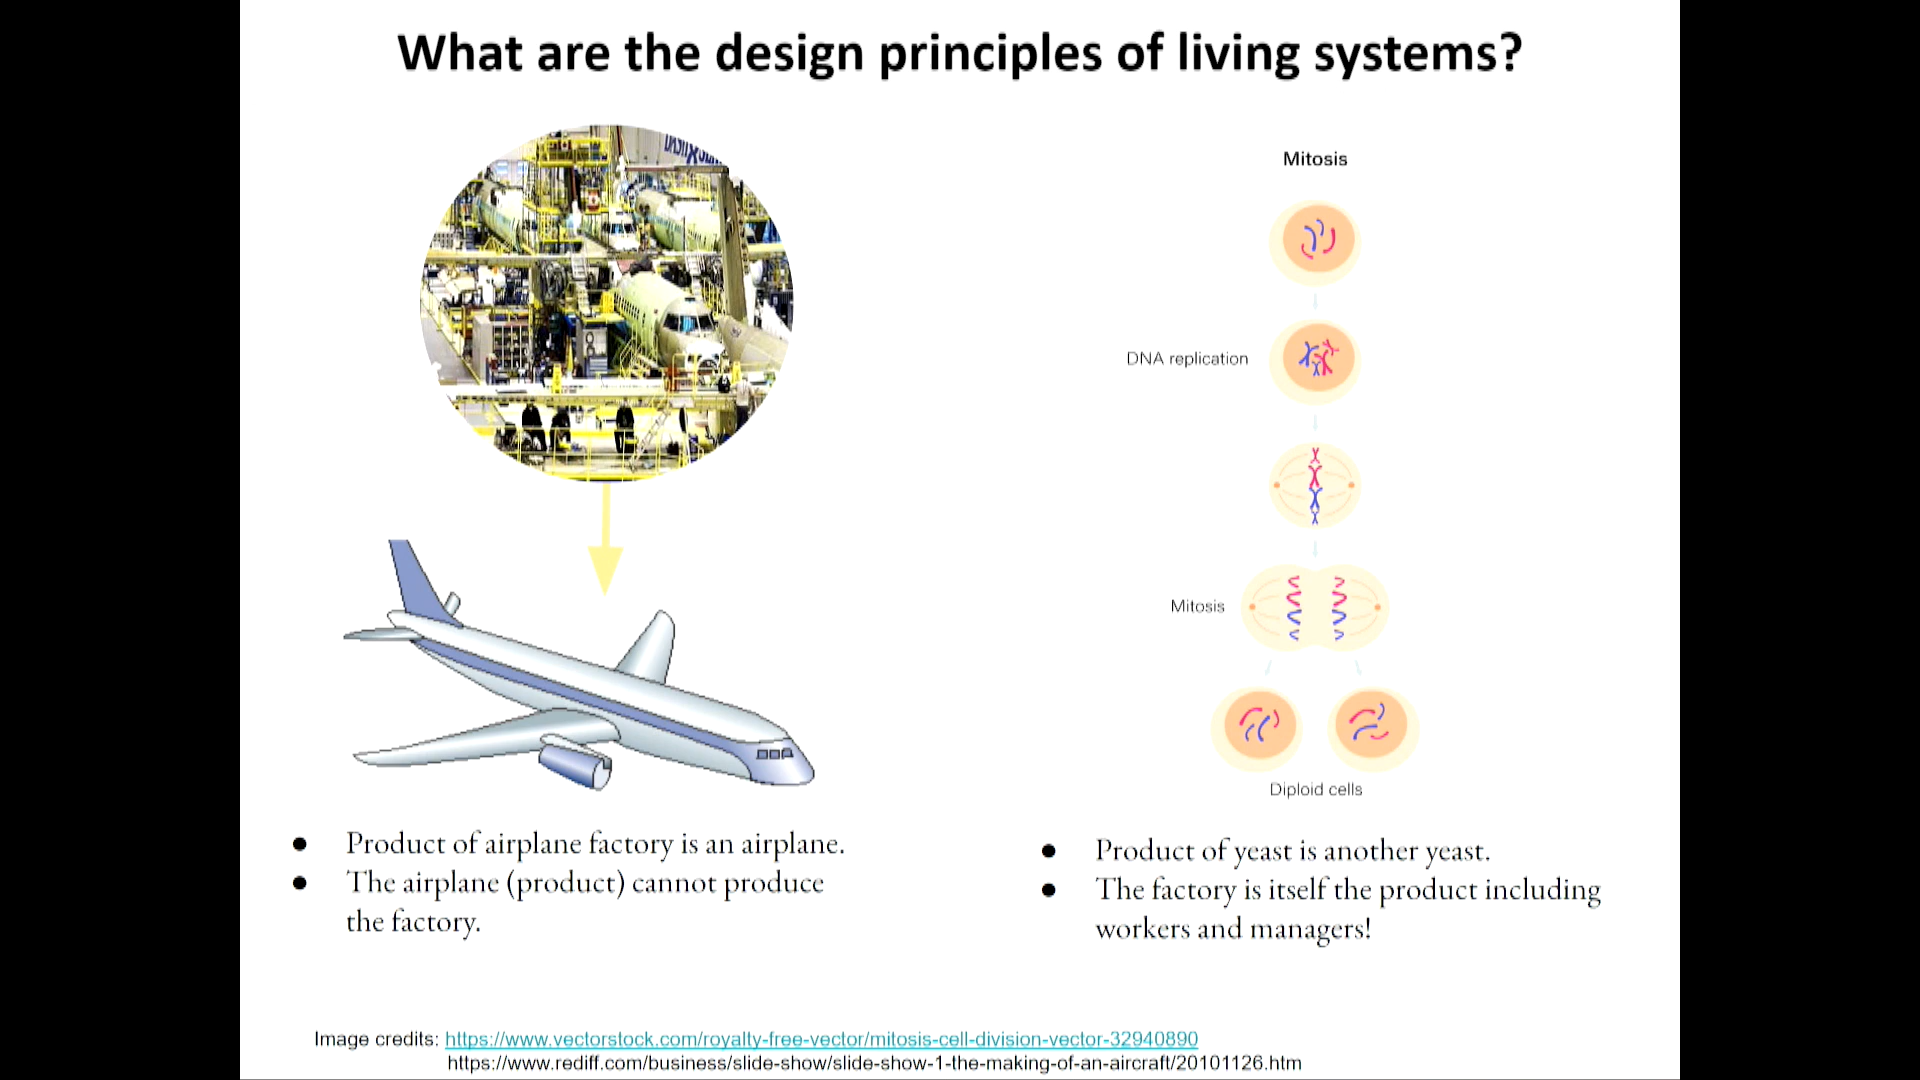 What are the design principles of living systems?
Mitosis
DNA replication
Mitosis
Diploid cells
● Product of airplane factory is an airplane.
● The airplane (product) cannot produce
the factory.
● Product of yeast is another yeast.
● The factory is itself the product including
workers and managers!
Image credits: https://www.vectorstock.com/royalty-free-vector/mitosis-cell-division-vector-32940890
https://www.rediff.com/business/slide-show/slide-show-1-the-making-of-an-aircraft/20101126.htm